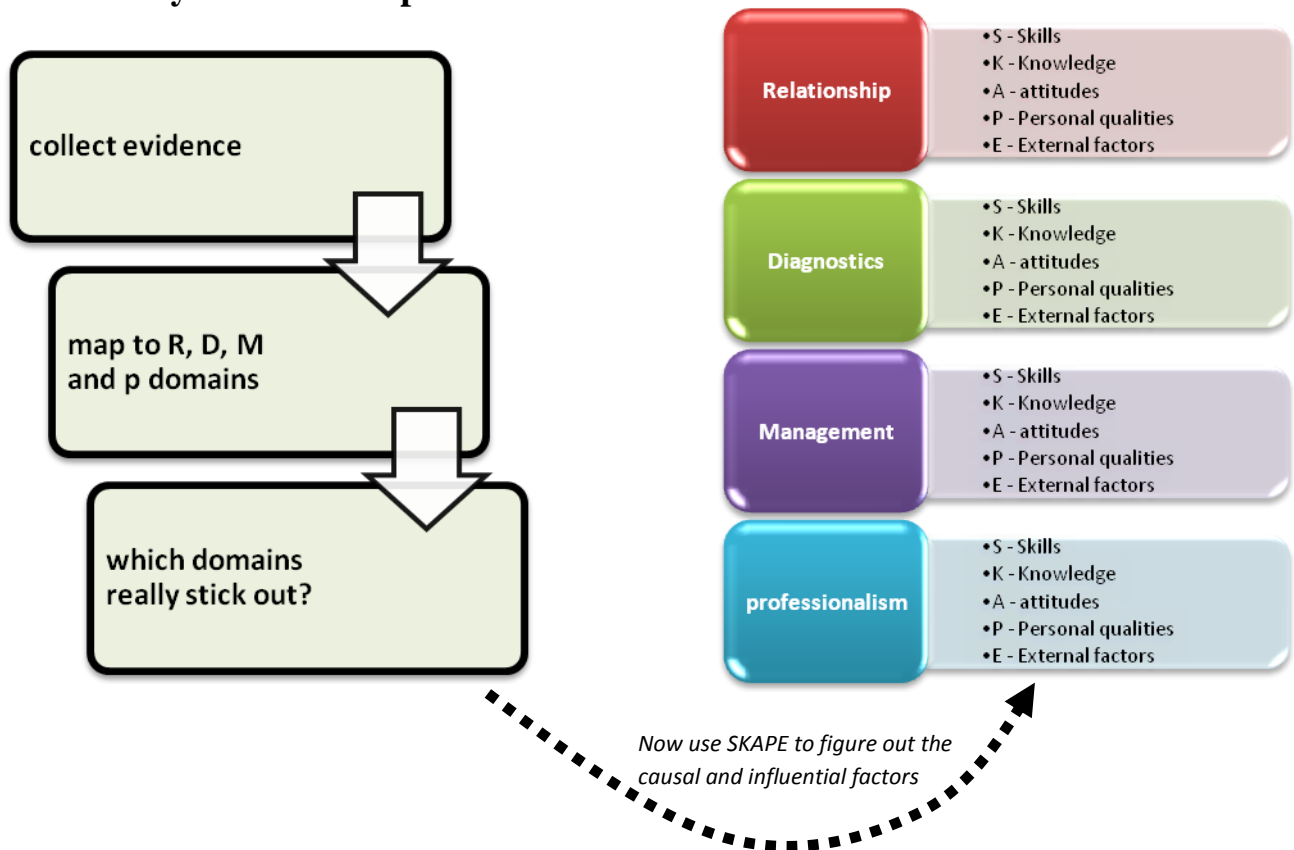 collect evidence
map to R, D, M
and p domains
which domains
really stick out?
Relationship
•S - Skills
•K - Knowledge
•A - attitudes
•P - Personal qualities
•E - External factors
Diagnostics
•S - Skills
•K - Knowledge
•A - attitudes
•P - Personal qualities
•E - External factors
Management
•S - Skills
•K - Knowledge
•A - attitudes
•P - Personal qualities
•E - External factors
professionalism
•S - Skills
•K - Knowledge
•A - attitudes
•P - Personal qualities
•E - External factors
Now use SKAPE to figure out the
causal and influential factors